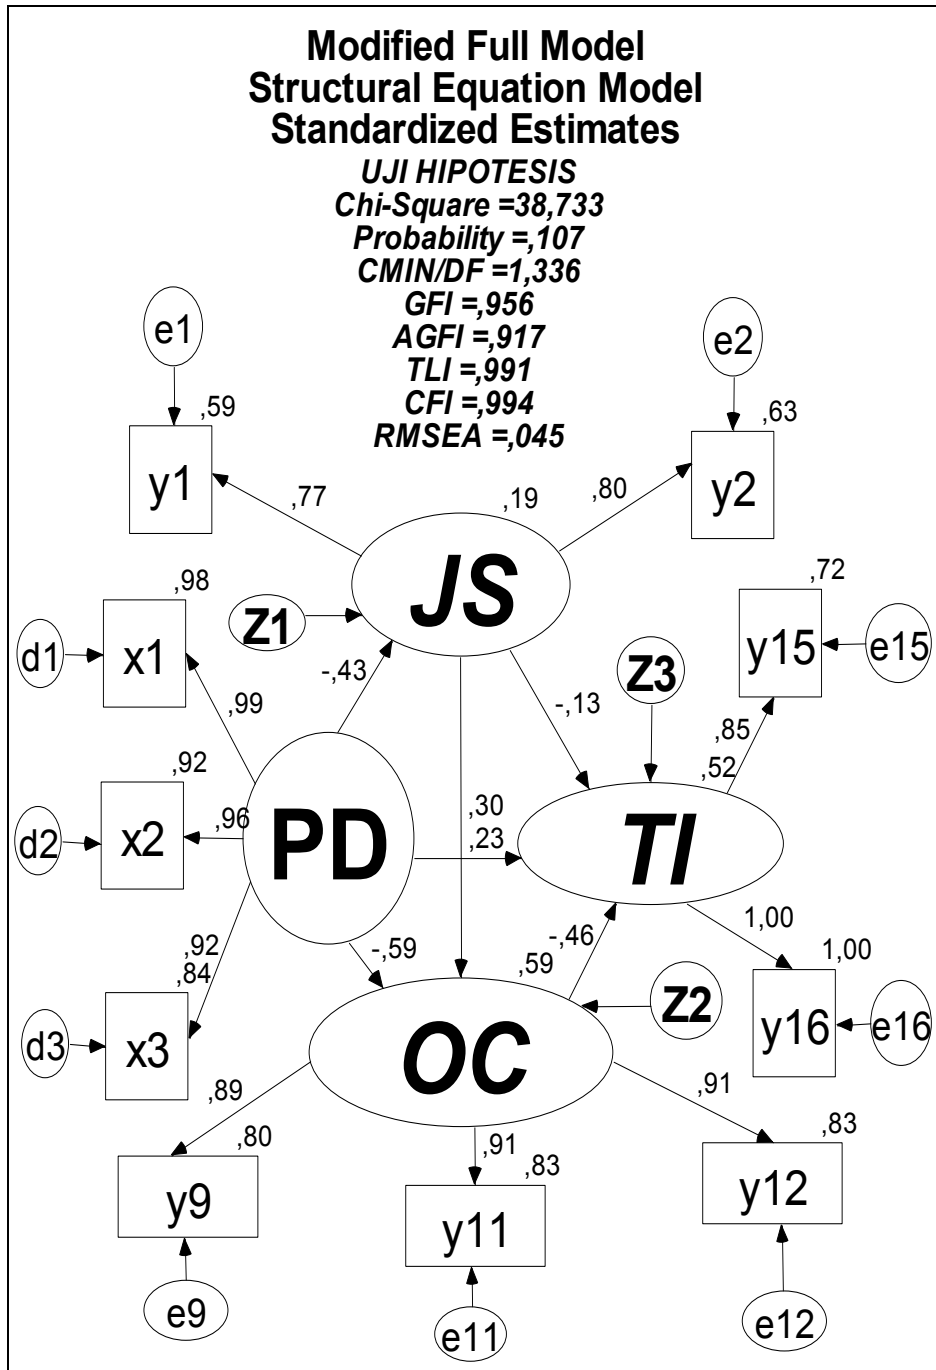 Modified Full Model
Structural Equation Model
Standardized Estimates
UJI HIPOTESIS
Chi-Square =38,733
Probability =,107
CMIN/DF =1,336
GFI =,956
AGFI =,917
TLI =,991
CFI =,994
RMSEA =,045
e1
e2
,59
,63
y1
y2
,77
,80
,19
JS
,98
,72
d1
x1
Z1
Z3
y15
e15
-,43
,99
-,13
,85
,92
,52
d2
x2
,96
PD
,30
,23
TI
,92
,84
-,59
,59
-,46
1,00
1,00
d3
x3
OC
Z2
y16
e16
,89
,80
,91
,83
,91
,83
y9
y11
y12
e9
e11
e12